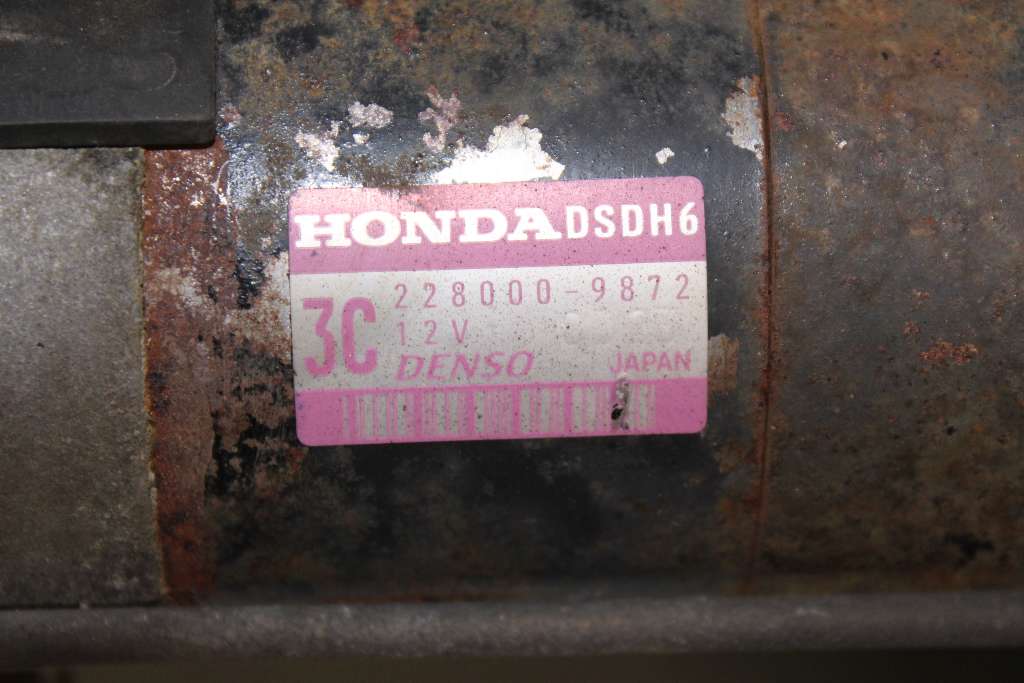 HONDA DSDH6
3C 228000-9872
12V
DENSO JAPAN